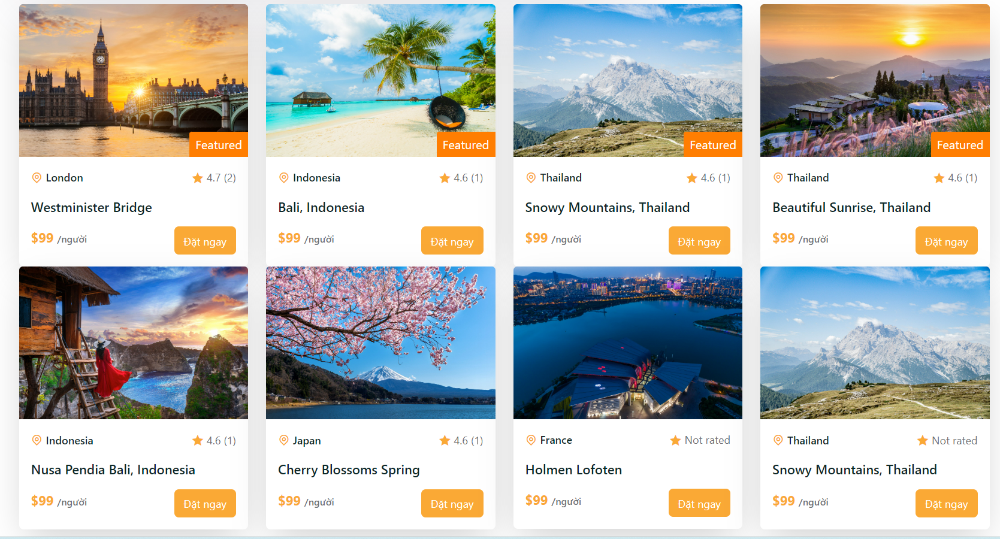 Featured
Featured
Featured
Featured
London 4.7 (2)
Indonesia 4.6 (1)
Thailand 4.6 (1)
Thailand 4.6 (1)
Westminister Bridge
Bali, Indonesia
Snowy Mountains, Thailand
Beautiful Sunrise, Thailand
$99 /người Đặt ngay
$99 /người Đặt ngay
$99 /người Đặt ngay
$99 /người Đặt ngay
Indonesia 4.6 (1)
Japan 4.6 (1)
France Not rated
Thailand Not rated
Nusa Pendia Bali, Indonesia
Cherry Blossoms Spring
Holmen Lofoten
Snowy Mountains, Thailand
$99 /người Đặt ngay
$99 /người Đặt ngay
$99 /người Đặt ngay
$99 /người Đặt ngay